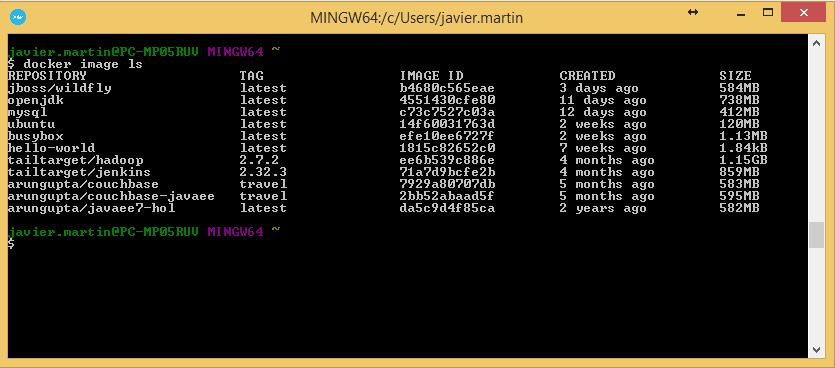 MINGW64:/c/Users/javier.martin
javier.martin@PC-MP05RUV MINGW64 ~
$ docker image ls
REPOSITORY TAG IMAGE ID CREATED SIZE
jboss/wildfly latest b4680c565eae 3 days ago 584MB
openjdk latest 4551430cfe80 11 days ago 738MB
mysql latest c73c7527c03a 12 days ago 412MB
ubuntu latest 14f60031763d 2 weeks ago 120MB
busybox latest efe10ee6727f 2 weeks ago 1.13MB
hello-world latest 1815c82652c0 7 weeks ago 1.84kB
tailtarget/hadoop 2.7.2 ee6b539c886e 4 months ago 1.15GB
tailtarget/jenkins 2.32.3 71a7d9bcfe2b 4 months ago 859MB
arungupta/couchbase travel 7929a80707db 5 months ago 583MB
arungupta/couchbase-javaee travel 2bb52abaad5f 5 months ago 595MB
arungupta/javaee7-hol latest da5c9d4f85ca 2 years ago 582MB
javier.martin@PC-MP05RUV MINGW64 ~
$